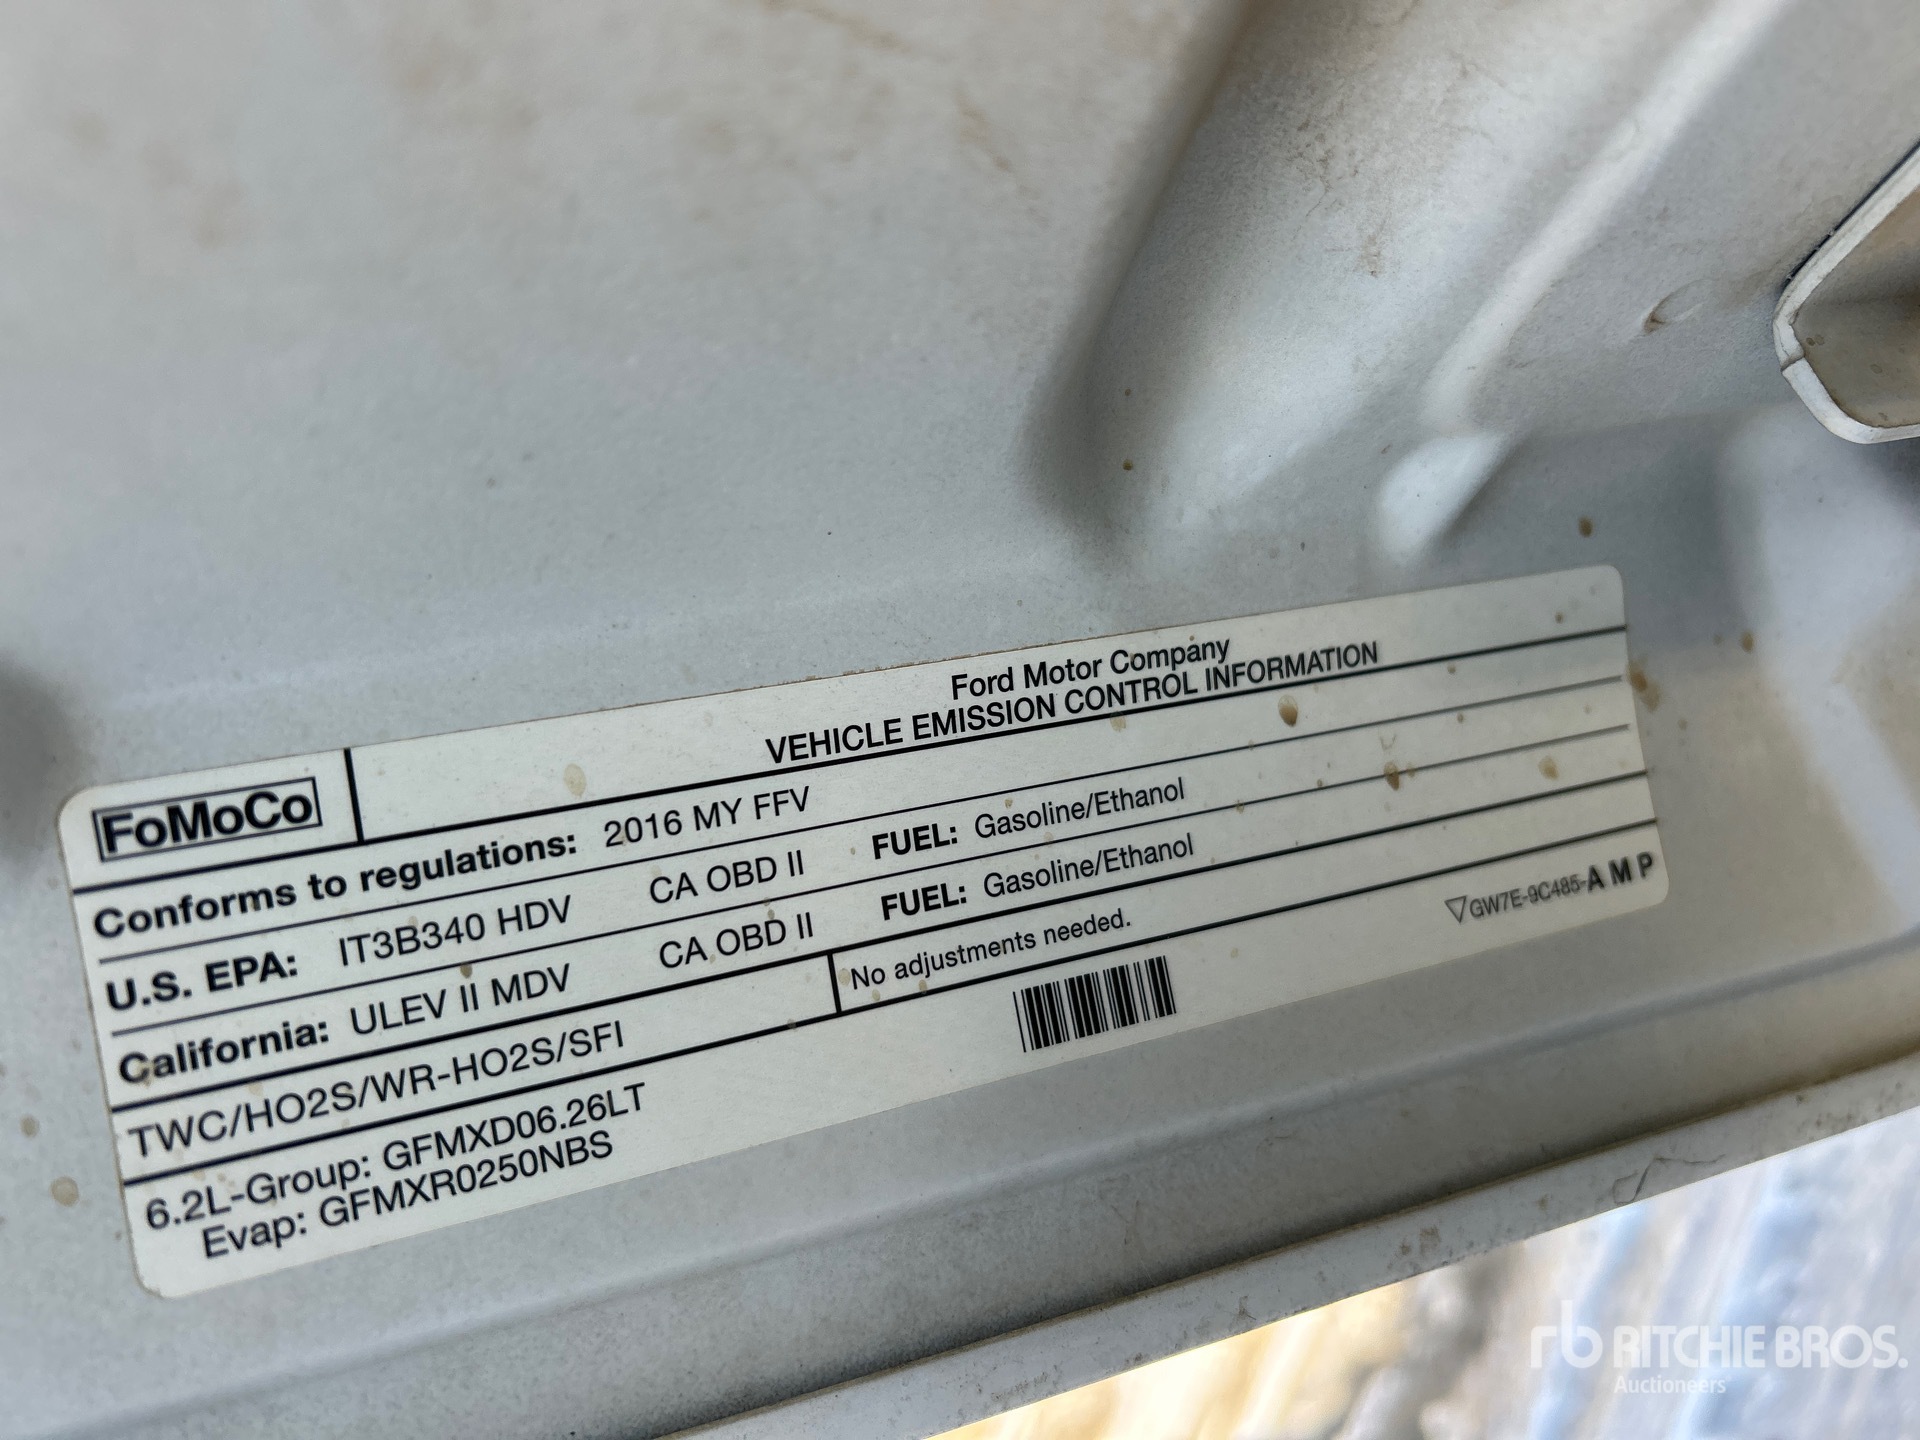 FoMoCo
Ford Motor Company
VEHICLE EMISSION CONTROL INFORMATION
Conforms to regulations: 2016 MY FFV
U.S. EPA: IT3B340 HDV CA OBD II FUEL: Gasoline/Ethanol
California: ULEV II MDV CA OBD II FUEL: Gasoline/Ethanol
TWC/HO2S/WR-HO2S/SFI No adjustments needed.
6.2L-Group: GFMXD06.26LT
Evap: GFMXR0250NBS
▽GW7E-9C485-A M P
rb RITCHIE BROS.
Auctioneers